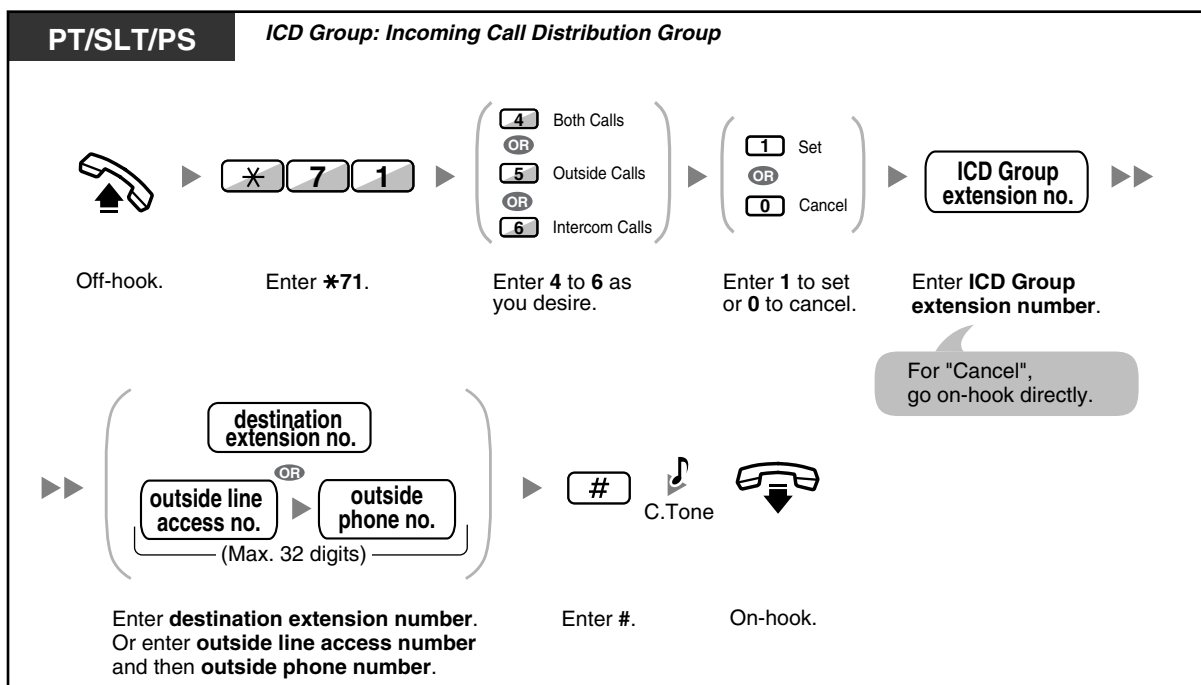 PT/SLT/PS
ICD Group: Incoming Call Distribution Group
4 Both Calls
OR
5 Outside Calls
OR
6 Intercom Calls
1 Set
OR
0 Cancel
✱ 7 1
ICD Group
extension no.
Off-hook.
Enter ✱71.
Enter 4 to 6 as
you desire.
Enter 1 to set
or 0 to cancel.
Enter ICD Group
extension number.
For "Cancel",
go on-hook directly.
destination
extension no.
OR
outside line
access no.
outside
phone no.
(Max. 32 digits)
#
C.Tone
Enter destination extension number.
Or enter outside line access number
and then outside phone number.
Enter #.
On-hook.